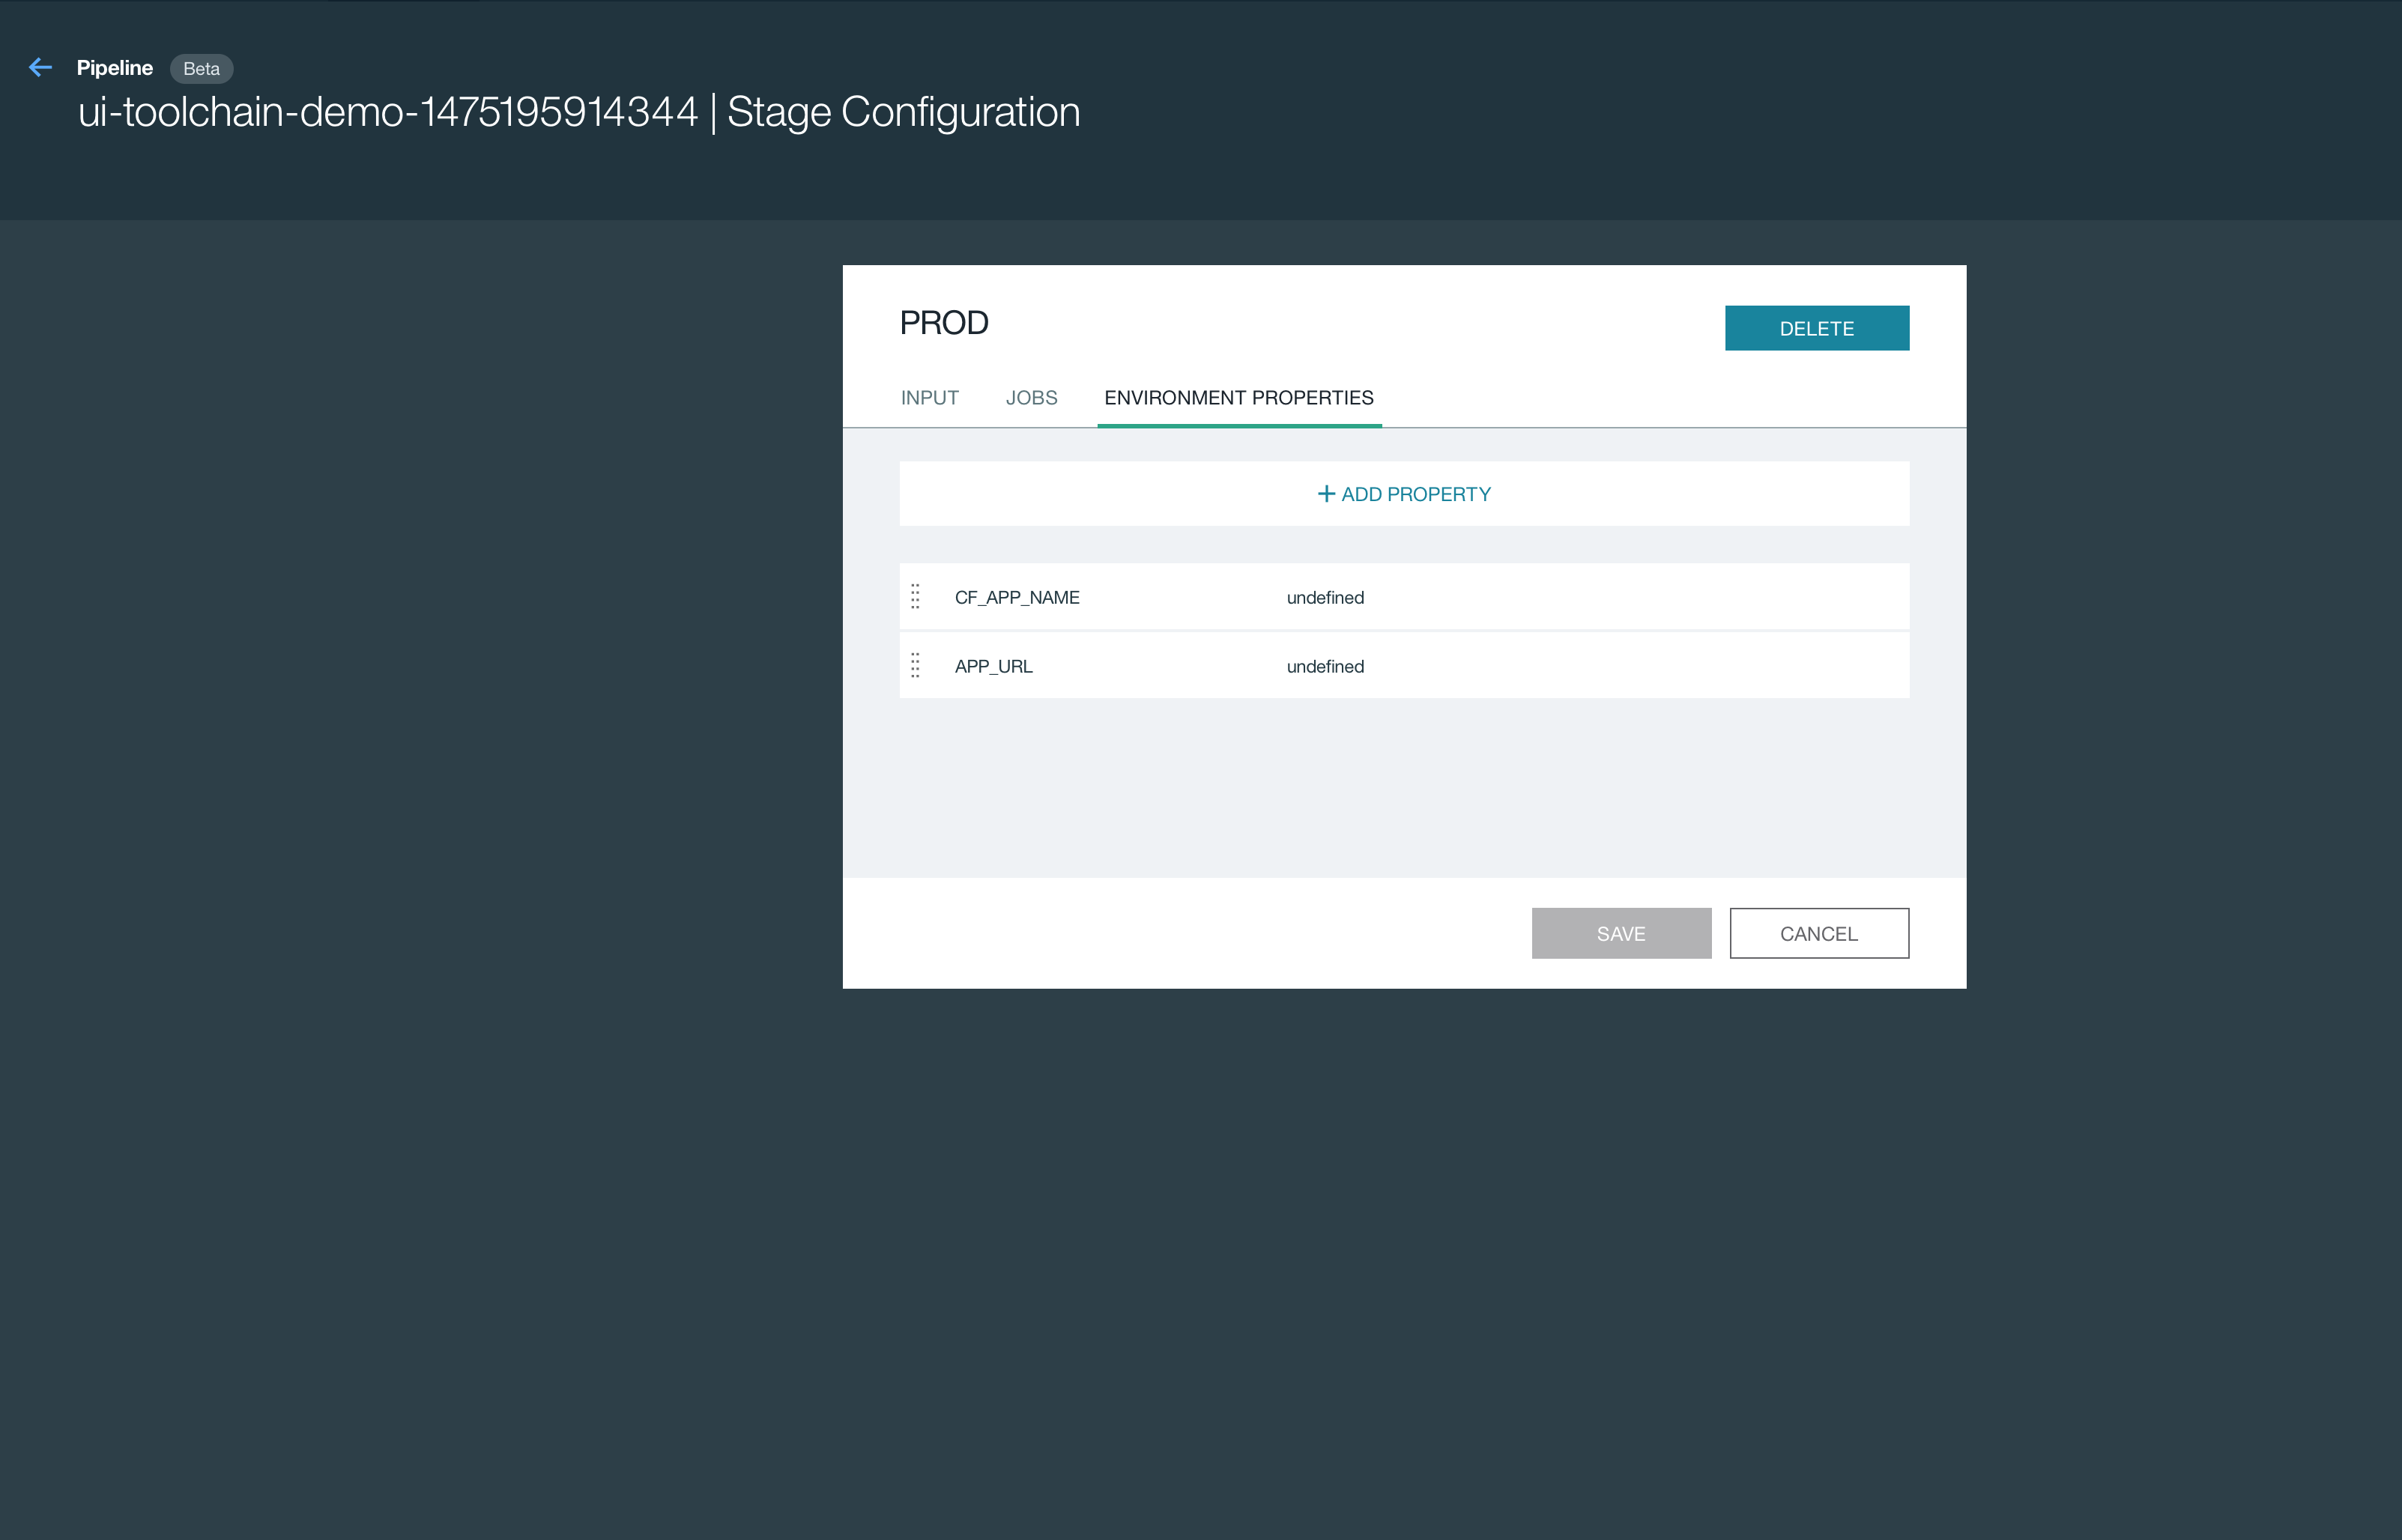 Pipeline Beta
ui-toolchain-demo-1475195914344 | Stage Configuration
PROD
DELETE
INPUT JOBS ENVIRONMENT PROPERTIES
+ ADD PROPERTY
CF_APP_NAME undefined
APP_URL undefined
SAVE CANCEL